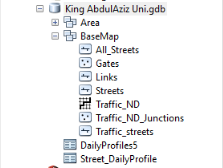 King AbdulAziz Uni.gdb
Area
BaseMap
All_Streets
Gates
Links
Streets
Traffic_ND
Traffic_ND_Junctions
Traffic_streets
DailyProfiles5
Street_DailyProfile